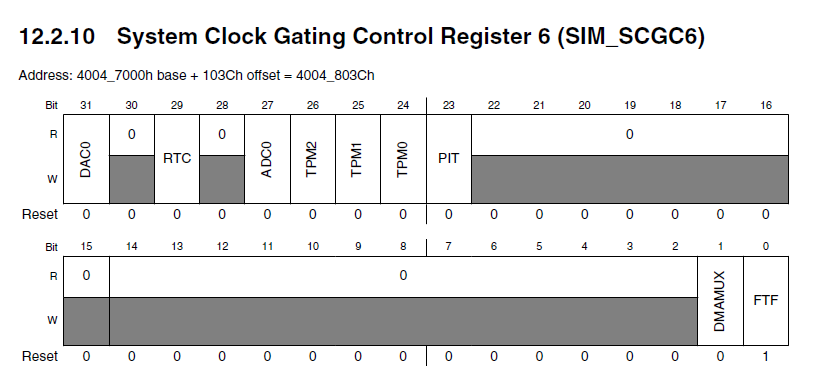 12.2.10 System Clock Gating Control Register 6 (SIM_SCGC6)
Address: 4004_7000h base + 103Ch offset = 4004_803Ch
Bit 31 30 29 28 27 26 25 24 23 22 21 20 19 18 17 16
R 0 0 0
DAC0 RTC ADC0 TPM2 TPM1 TPM0 PIT
W
Reset 0 0 0 0 0 0 0 0 0 0 0 0 0 0 0 0
Bit 15 14 13 12 11 10 9 8 7 6 5 4 3 2 1 0
R 0 0
DMAMUX FTF
W
Reset 0 0 0 0 0 0 0 0 0 0 0 0 0 0 0 1